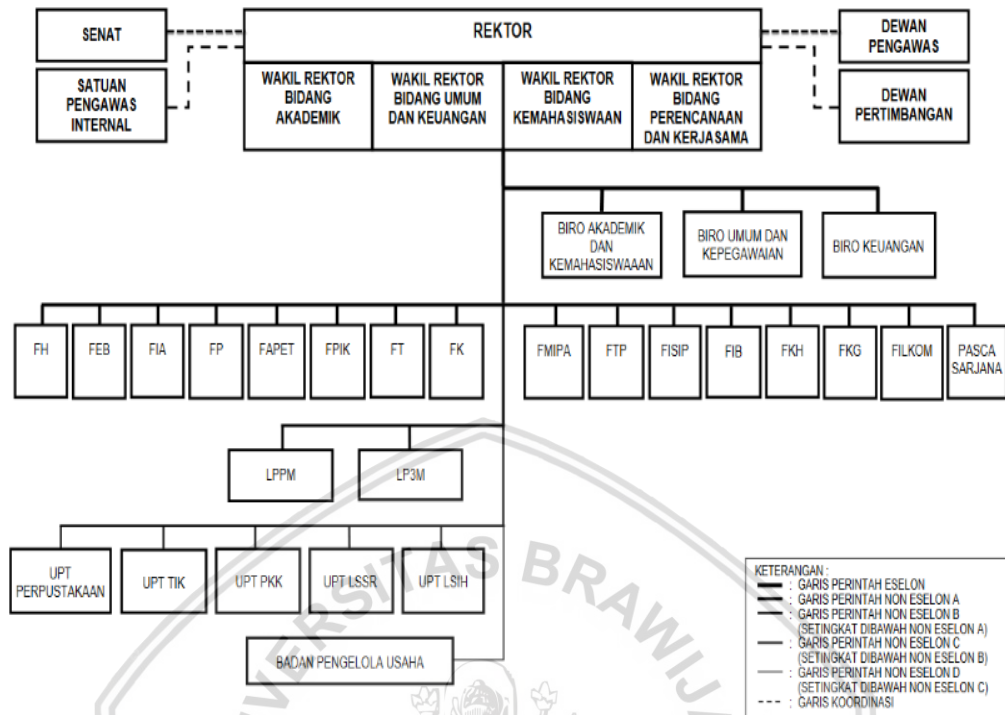 SENAT
REKTOR
DEWAN
PENGAWAS
SATUAN
PENGAWAS
INTERNAL
WAKIL REKTOR
BIDANG
AKADEMIK
WAKIL REKTOR
BIDANG UMUM
DAN KEUANGAN
WAKIL REKTOR
BIDANG
KEMAHASISWAAN
WAKIL REKTOR
BIDANG
PERENCANAAN
DAN KERJASAMA
DEWAN
PERTIMBANGAN
BIRO AKADEMIK
DAN
KEMAHASISWAAAN
BIRO UMUM DAN
KEPEGAWAIAN
BIRO KEUANGAN
FH
FEB
FIA
FP
FAPET
FPIK
FT
FK
FMIPA
FTP
FISIP
FIB
FKH
FKG
FILKOM
PASCA
SARJANA
LPPM
LP3M
UPT
PERPUSTAKAAN
UPT TIK
UPT PKK
UPT LSSR
UPT LSIH
BADAN PENGELOLA USAHA
KETERANGAN :
: GARIS PERINTAH ESELON
: GARIS PERINTAH NON ESELON A
: GARIS PERINTAH NON ESELON B
(SETINGKAT DIBAWAH NON ESELON A)
: GARIS PERINTAH NON ESELON C
(SETINGKAT DIBAWAH NON ESELON B)
: GARIS PERINTAH NON ESELON D
(SETINGKAT DIBAWAH NON ESELON C)
: GARIS KOORDINASI
VERSITAS BRAWIJ